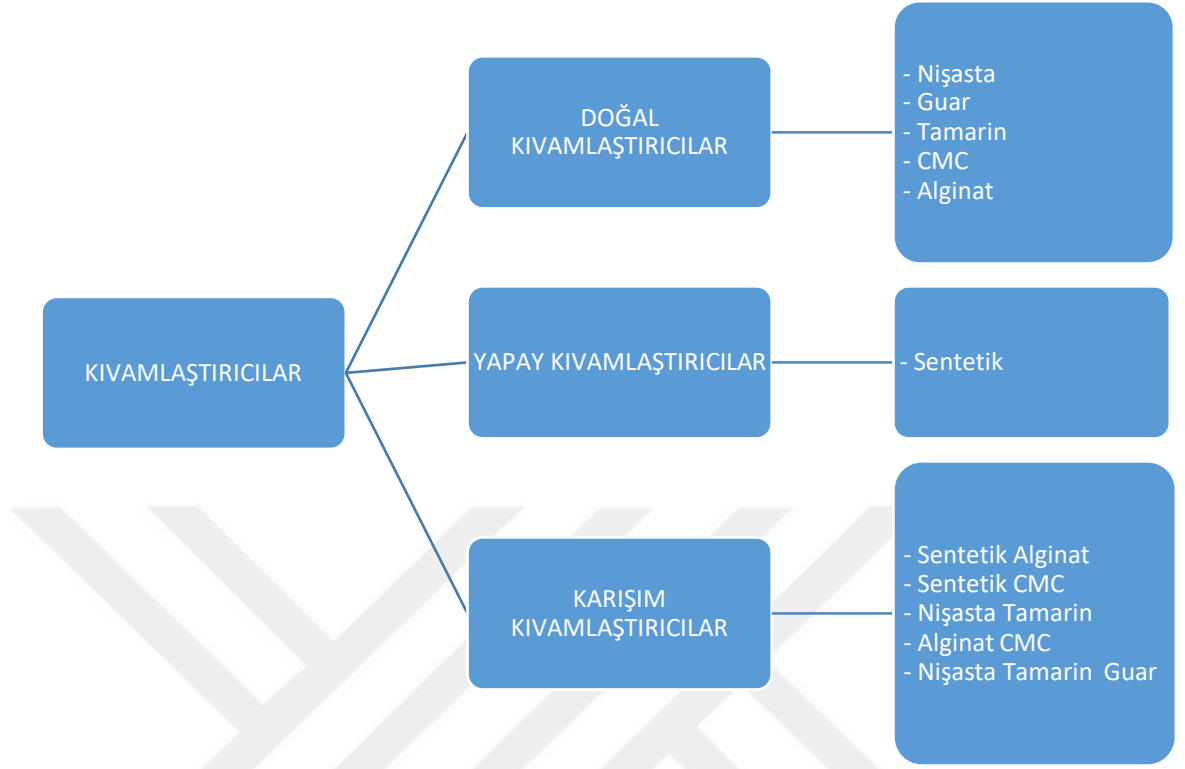 KIVAMLAŞTIRICILAR
DOĞAL
KIVAMLAŞTIRICILAR
- Nişasta
- Guar
- Tamarin
- CMC
- Alginat
YAPAY KIVAMLAŞTIRICILAR
- Sentetik
KARIŞIM
KIVAMLAŞTIRICILAR
- Sentetik Alginat
- Sentetik CMC
- Nişasta Tamarin
- Alginat CMC
- Nişasta Tamarin Guar